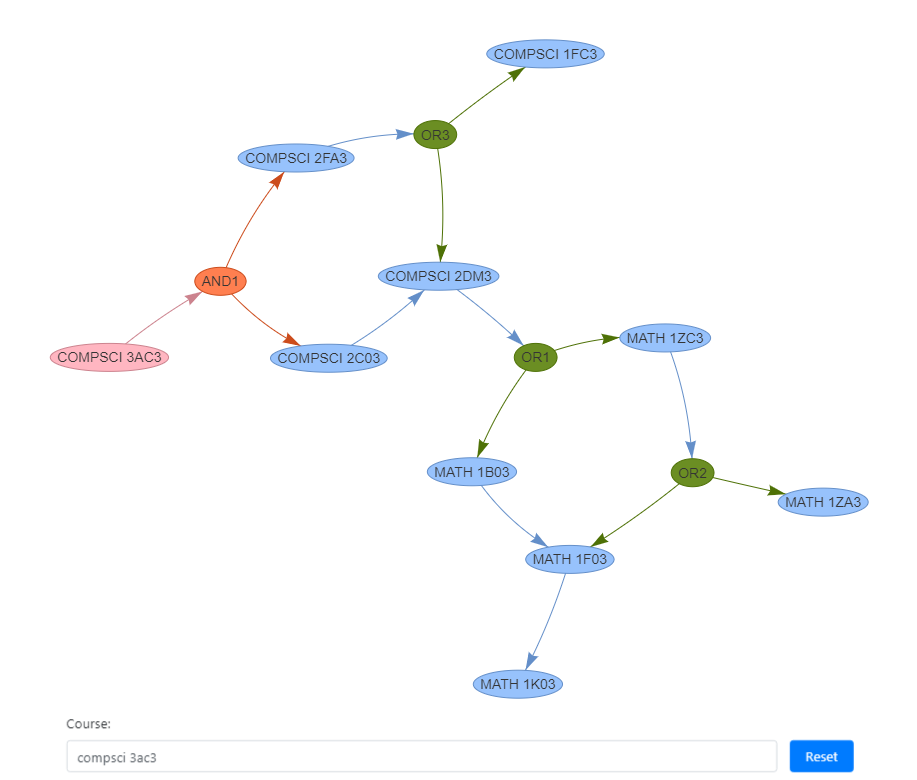 COMPSCI 1FC3
OR3
COMPSCI 2FA3
COMPSCI 2DM3
AND1
COMPSCI 3AC3
COMPSCI 2C03
OR1
MATH 1ZC3
MATH 1B03
OR2
MATH 1ZA3
MATH 1F03
MATH 1K03
Course:
compsci 3ac3
Reset